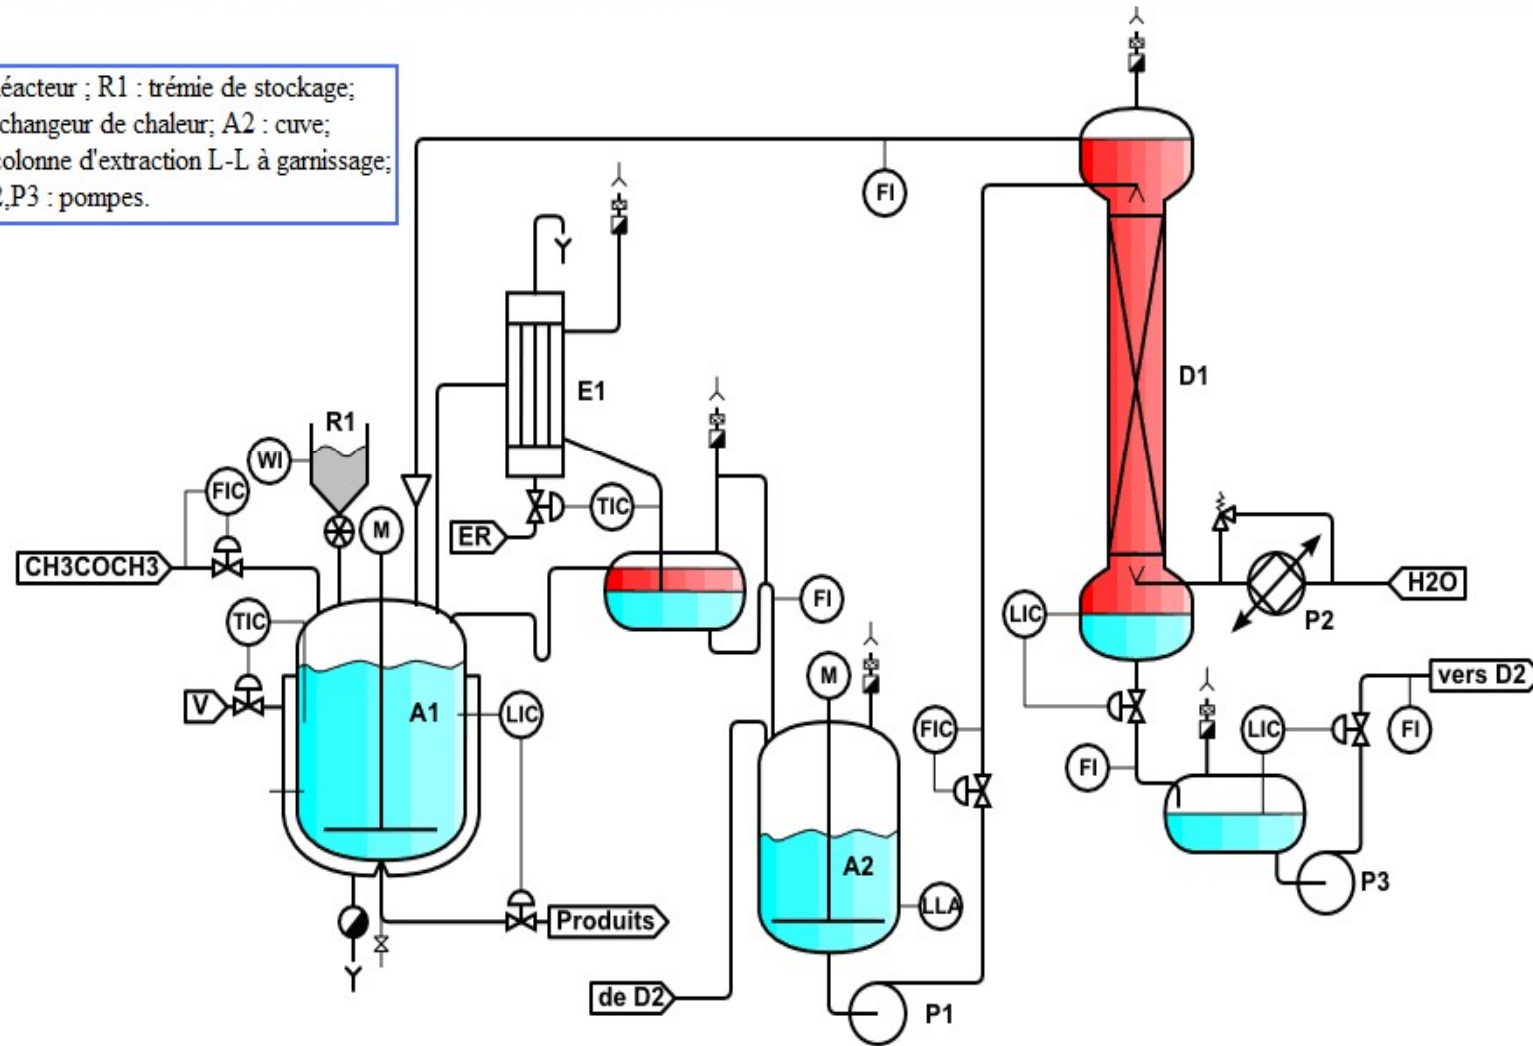 éacteur ; R1 : trémie de stockage;
changeur de chaleur; A2 : cuve;
colonne d'extraction L-L à garnissage;
2,P3 : pompes.
FI
E1
D1
R1
WI
FIC
M
TIC
ER
CH3COCH3
H2O
FI
LIC
P2
TIC
vers D2
M
V
A1
LIC
FIC
LIC
FI
FI
A2
P3
LLA
Produits
de D2
P1